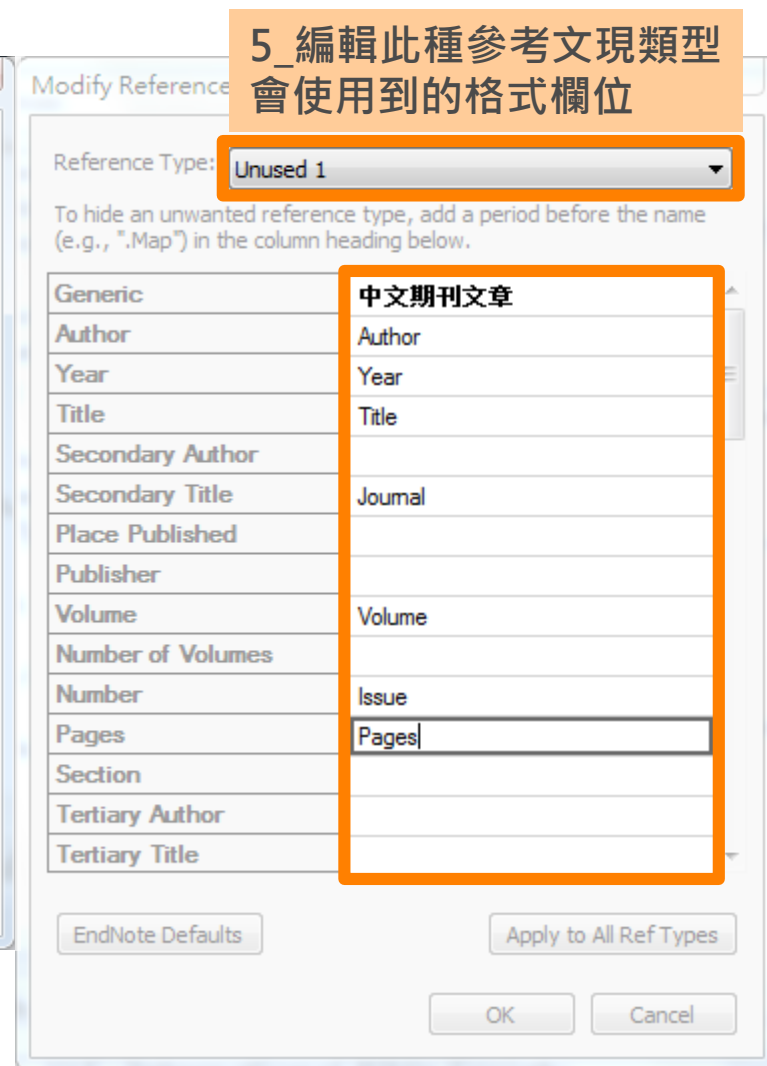 5_編輯此種參考文現類型
會使用到的格式欄位
Modify Reference
Reference Type: Unused 1
To hide an unwanted reference type, add a period before the name
(e.g., ".Map") in the column heading below.
Generic 中文期刊文章
Author Author
Year Year
Title Title
Secondary Author
Secondary Title Journal
Place Published
Publisher
Volume Volume
Number of Volumes
Number Issue
Pages Pages
Section
Tertiary Author
Tertiary Title
EndNote Defaults Apply to All Ref Types
OK Cancel